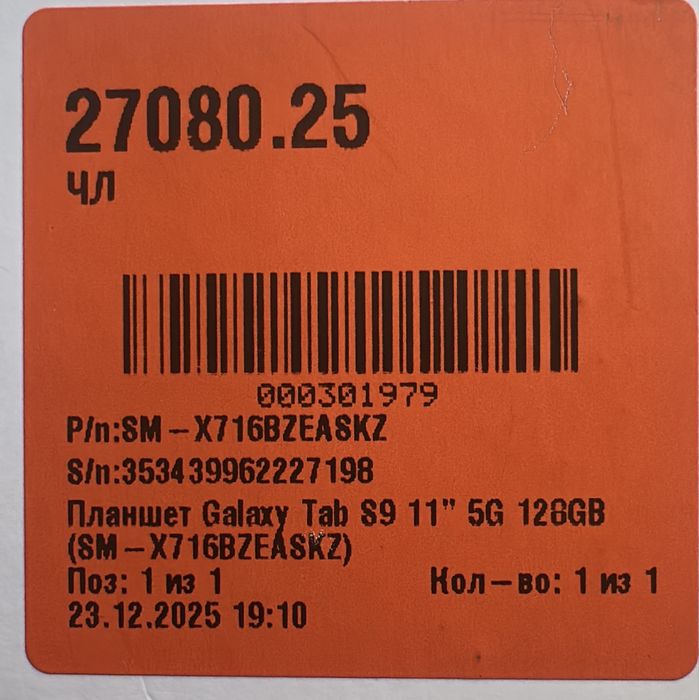 27080.25
ЧЛ
000301979
P/n:SM-X716BZEASKZ
S/n:353439962227198
Планшет Galaxy Tab S9 11" 5G 128GB
(SM-X716BZEASKZ)
Поз: 1 из 1 Кол-во: 1 из 1
23.12.2025 19:10